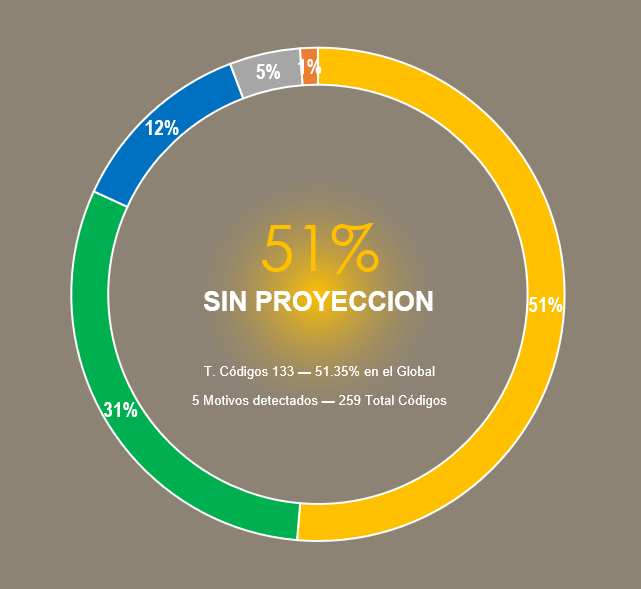 5%
1%
12%
51%
SIN PROYECCION
51%
T. Códigos 133 — 51.35% en el Global
5 Motivos detectados — 259 Total Códigos
31%